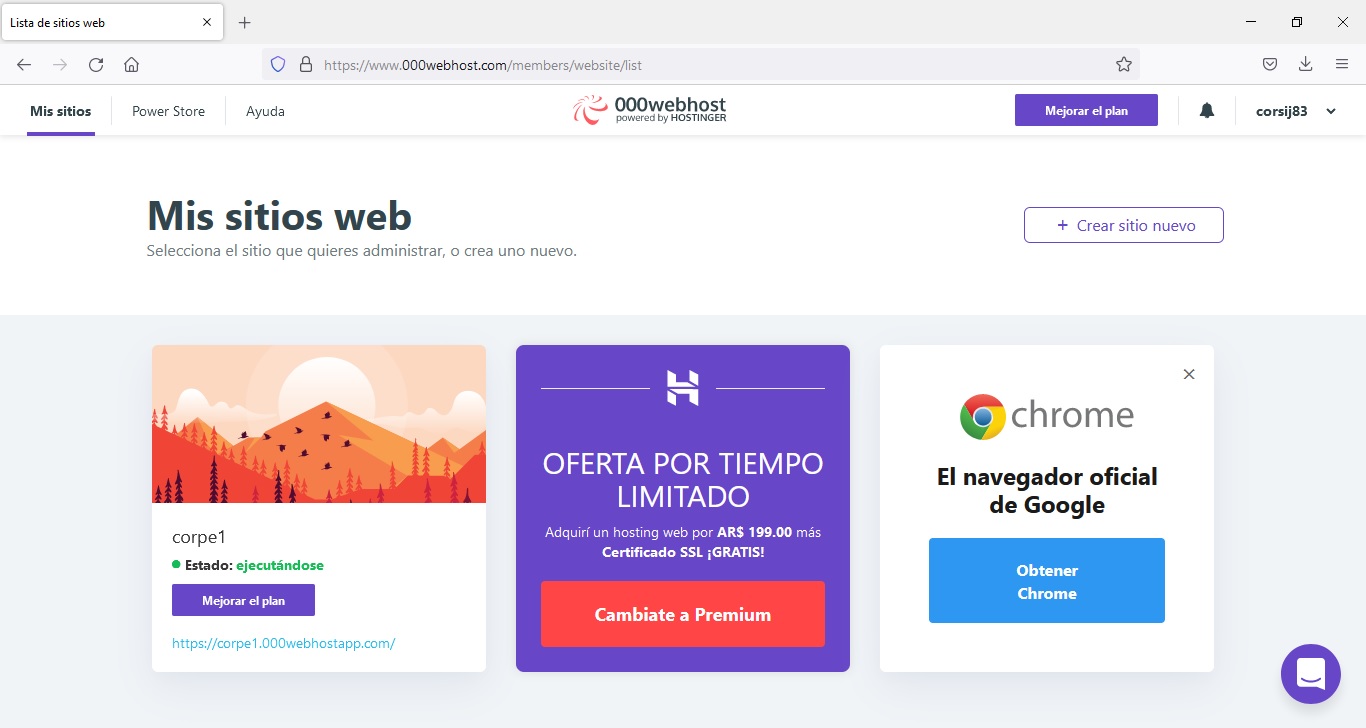 Lista de sitios web
https://www.000webhost.com/members/website/list
Mis sitios
Power Store
Ayuda
000webhost
powered by HOSTINGER
Mejorar el plan
corsij83
Mis sitios web
Selecciona el sitio que quieres administrar, o crea uno nuevo.
+ Crear sitio nuevo
corpe1
Estado: ejecutándose
Mejorar el plan
https://corpe1.000webhostapp.com/
OFERTA POR TIEMPO
LIMITADO
Adquirí un hosting web por AR$ 199.00 más
Certificado SSL ¡GRATIS!
Cambiate a Premium
chrome
El navegador oficial
de Google
Obtener
Chrome